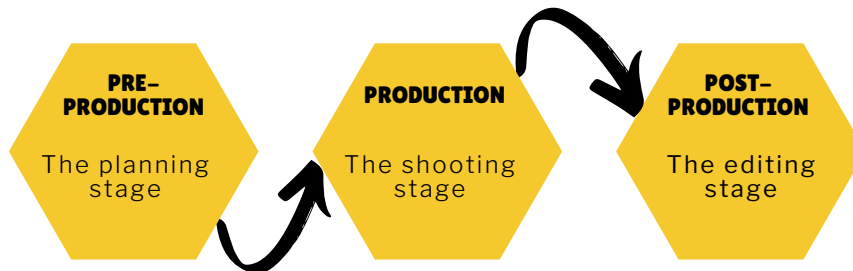 PRE-
PRODUCTION
The planning
stage
PRODUCTION
The shooting
stage
POST-
PRODUCTION
The editing
stage